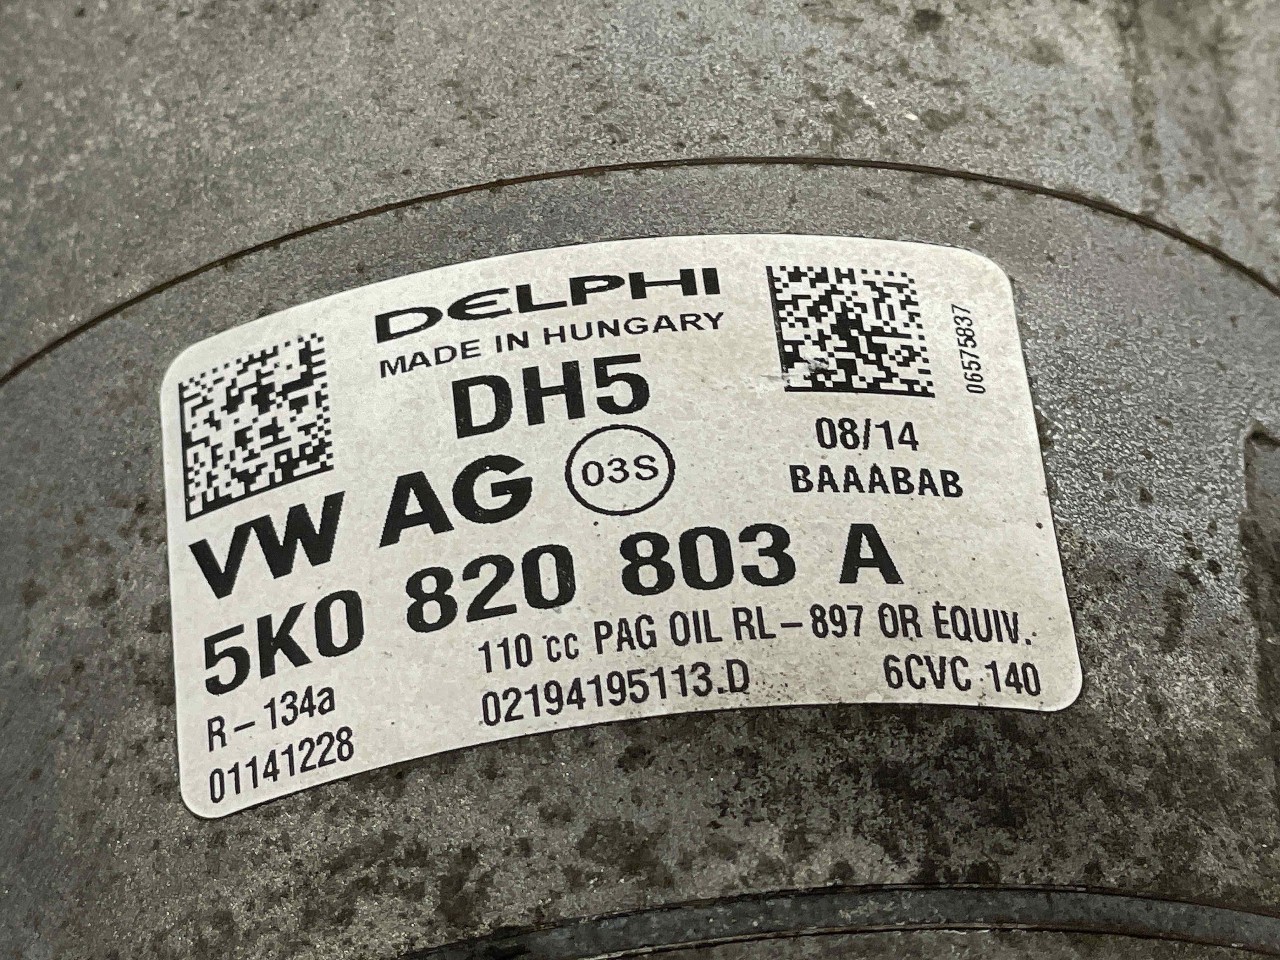 DELPHI
MADE IN HUNGARY
DH5
06575837
08/14
BAAABAB
VW AG 03S
5K0 820 803 A
110 cc PAG OIL RL-897 OR EQUIV.
R-134a
02194195113.D
6CVC 140
01141228